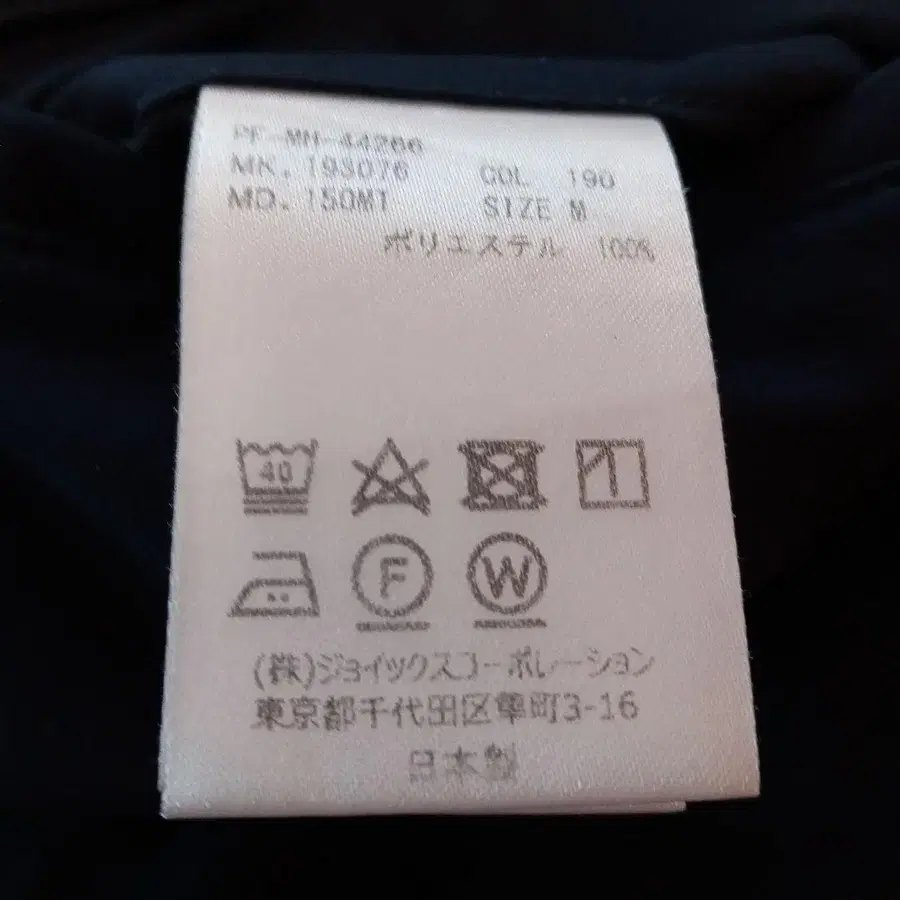 PF-MH-44266
MK. 193076 COL 190
MD. 150MT SIZE M
ポリエステル 100%
40
F W
(株)ジョイックスコーポレーション
東京都千代田区隼町3-16
日本製